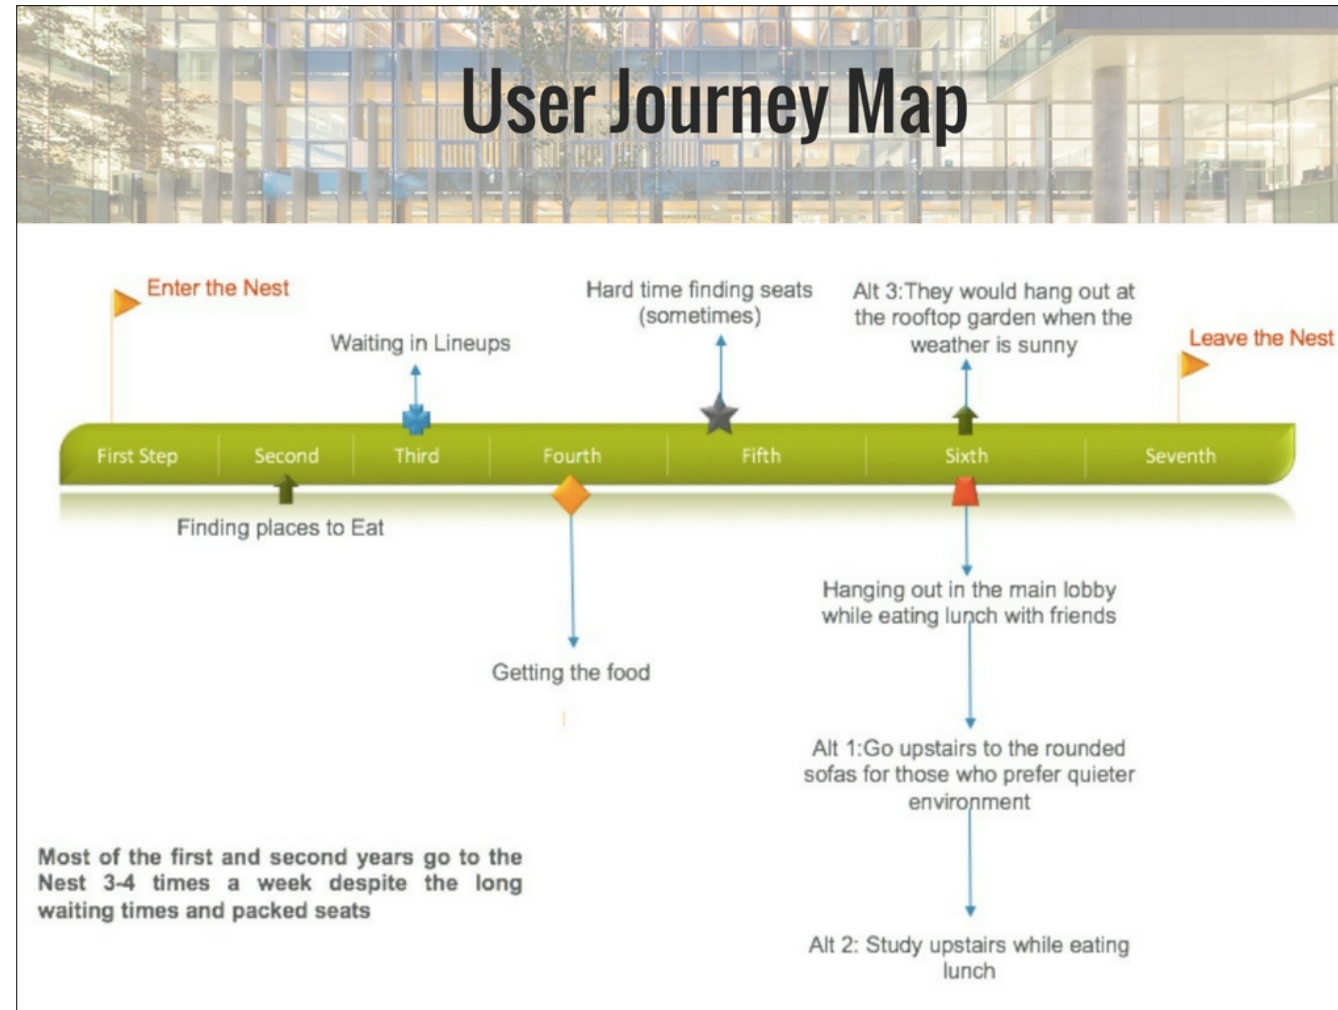 User Journey Map
Enter the Nest
Waiting in Lineups
Hard time finding seats
(sometimes)
Alt 3:They would hang out at
the rooftop garden when the
weather is sunny
Leave the Nest
First Step
Second
Third
Fourth
Fifth
Sixth
Seventh
Finding places to Eat
Getting the food
Hanging out in the main lobby
while eating lunch with friends
Alt 1:Go upstairs to the rounded
sofas for those who prefer quieter
environment
Alt 2: Study upstairs while eating
lunch
Most of the first and second years go to the
Nest 3-4 times a week despite the long
waiting times and packed seats